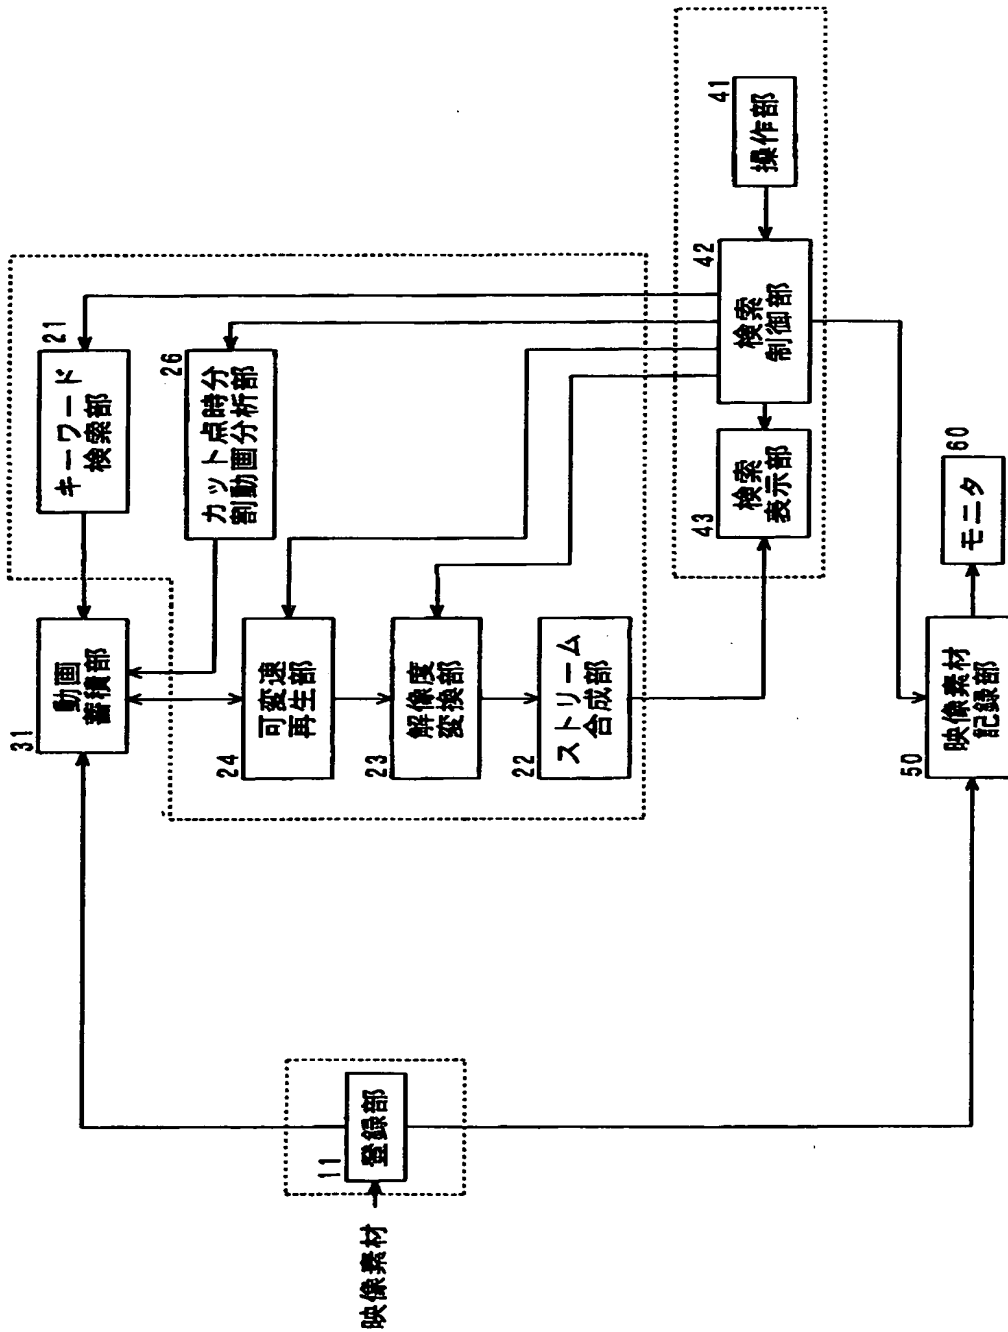 映像素材
11
登録部
31
動画
蓄積部
21
キーワード
検索部
26
カット点時分
割動画分析部
24
可変速
再生部
23
解像度
変換部
22
ストリーム
合成部
43
検索
表示部
42
検索
制御部
41
操作部
50
映像素材
記録部
60
モニタ